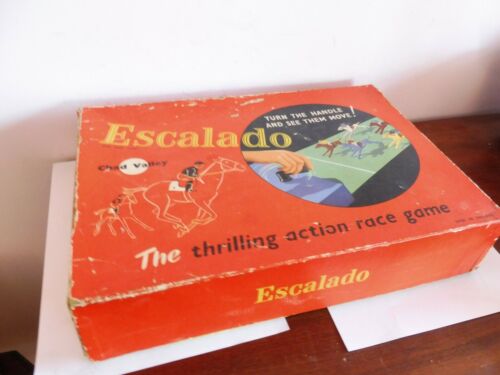 Escalado
TURN THE HANDLE
AND SEE THEM MOVE!
Chad Valley
The thrilling action race game
Escalado